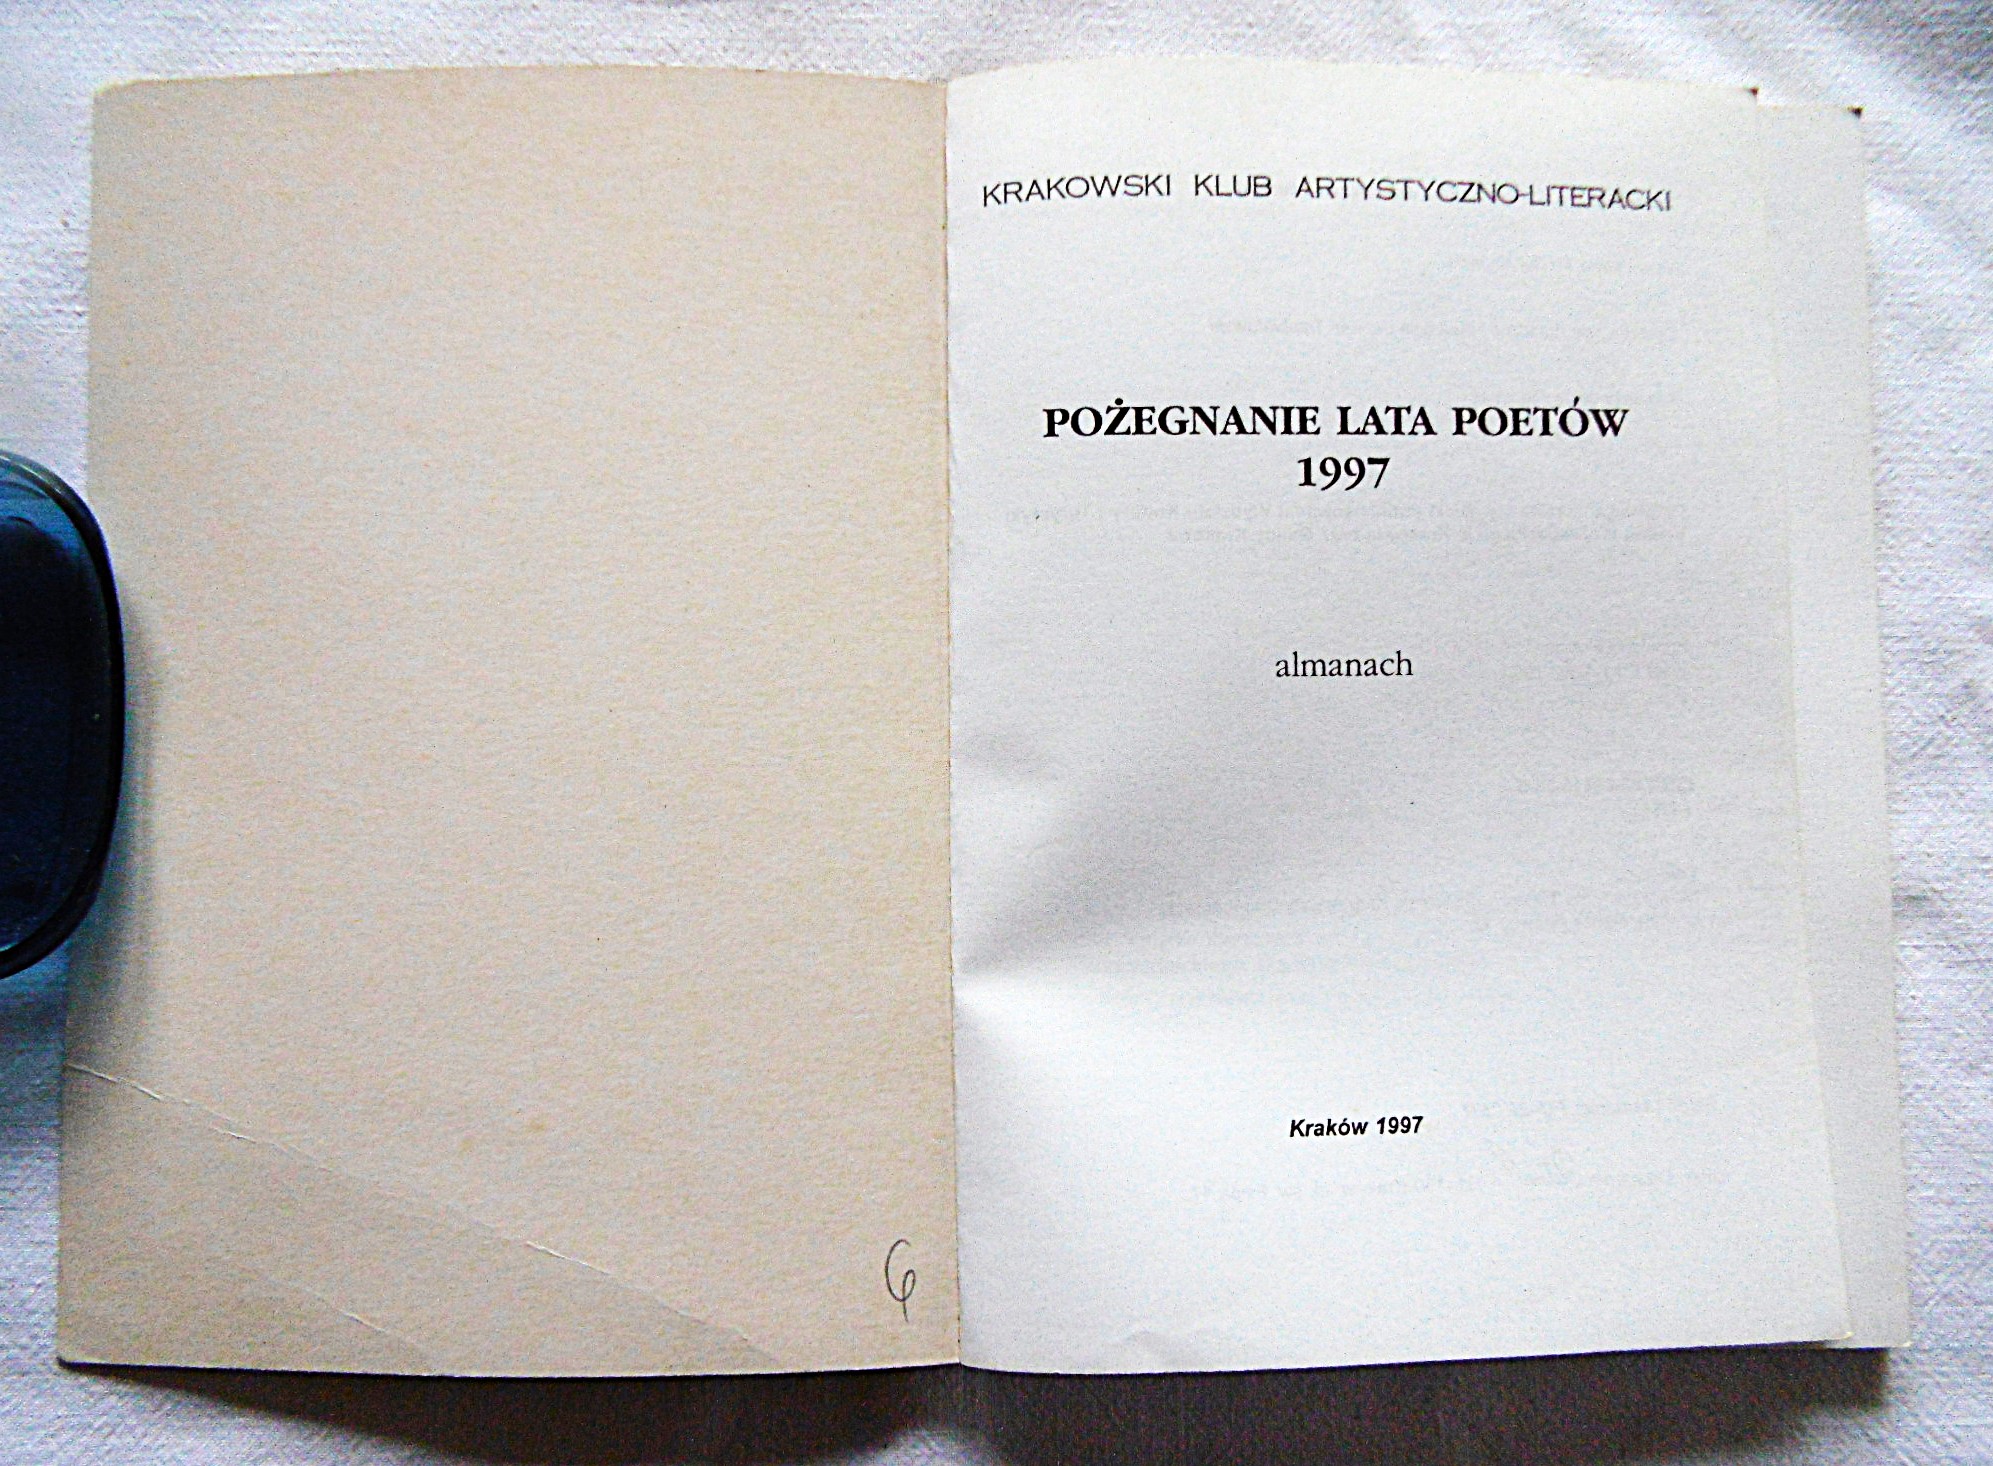 KRAKOWSKI KLUB ARTYSTYCZNO-LITERACKI
POŻEGNANIE LATA POETÓW
1997
almanach
Kraków 1997